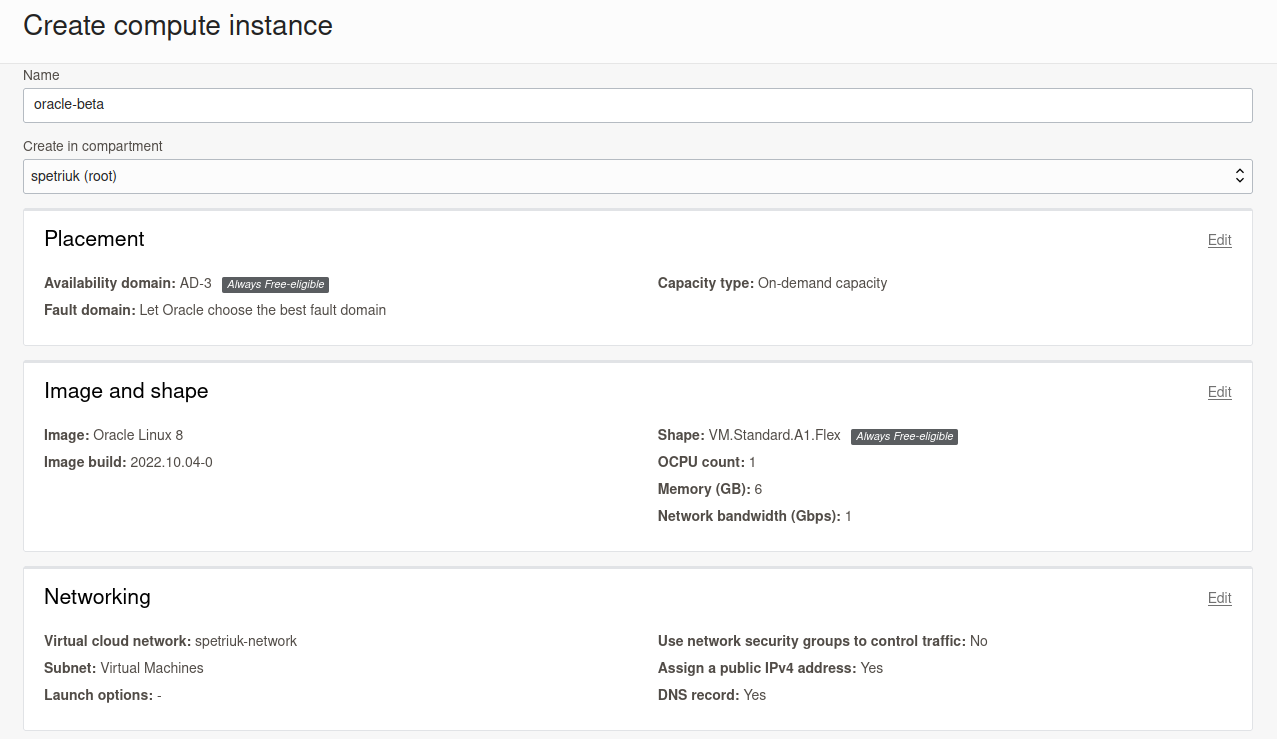 Create compute instance
Name
oracle-beta
Create in compartment
spetriuk (root)
Placement
Edit
Availability domain: AD-3 Always Free-eligible
Capacity type: On-demand capacity
Fault domain: Let Oracle choose the best fault domain
Image and shape
Edit
Image: Oracle Linux 8
Image build: 2022.10.04-0
Shape: VM.Standard.A1.Flex Always Free-eligible
OCPU count: 1
Memory (GB): 6
Network bandwidth (Gbps): 1
Networking
Edit
Virtual cloud network: spetriuk-network
Subnet: Virtual Machines
Launch options: -
Use network security groups to control traffic: No
Assign a public IPv4 address: Yes
DNS record: Yes